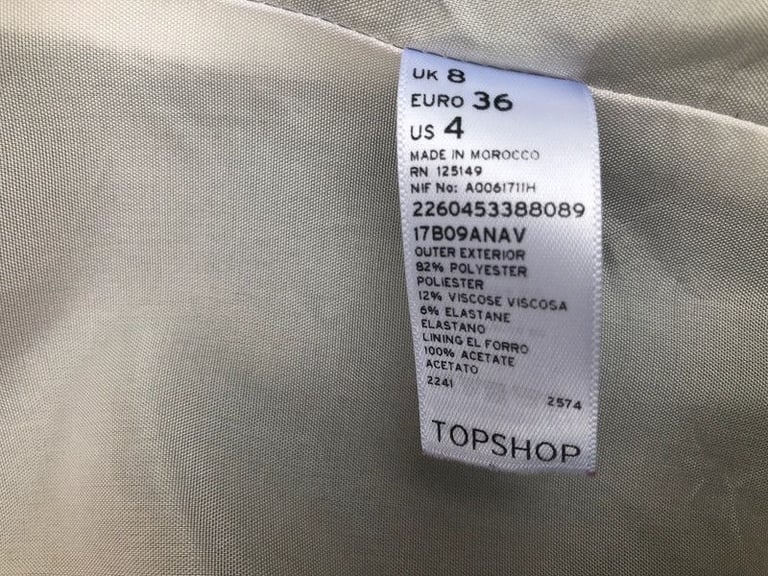 UK 8
EURO 36
US 4
MADE IN MOROCCO
RN 125149
NIF No: A0061711H
2260453388089
17B09ANAV
OUTER EXTERIOR
82% POLYESTER
POLIESTER
12% VISCOSE VISCOSA
6% ELASTANE
ELASTANO
LINING EL FORRO
100% ACETATE
ACETATO
2241
2574
TOPSHOP